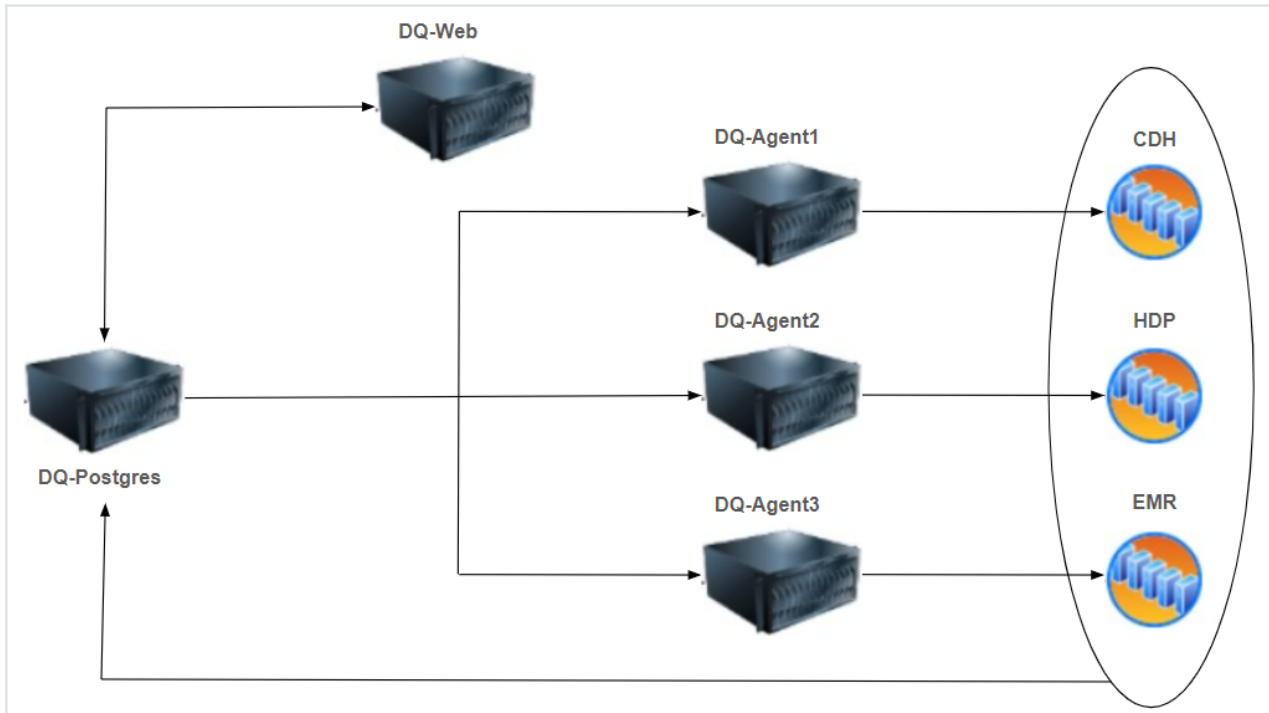 DQ-Web
DQ-Agent1
CDH
DQ-Agent2
HDP
DQ-Postgres
DQ-Agent3
EMR